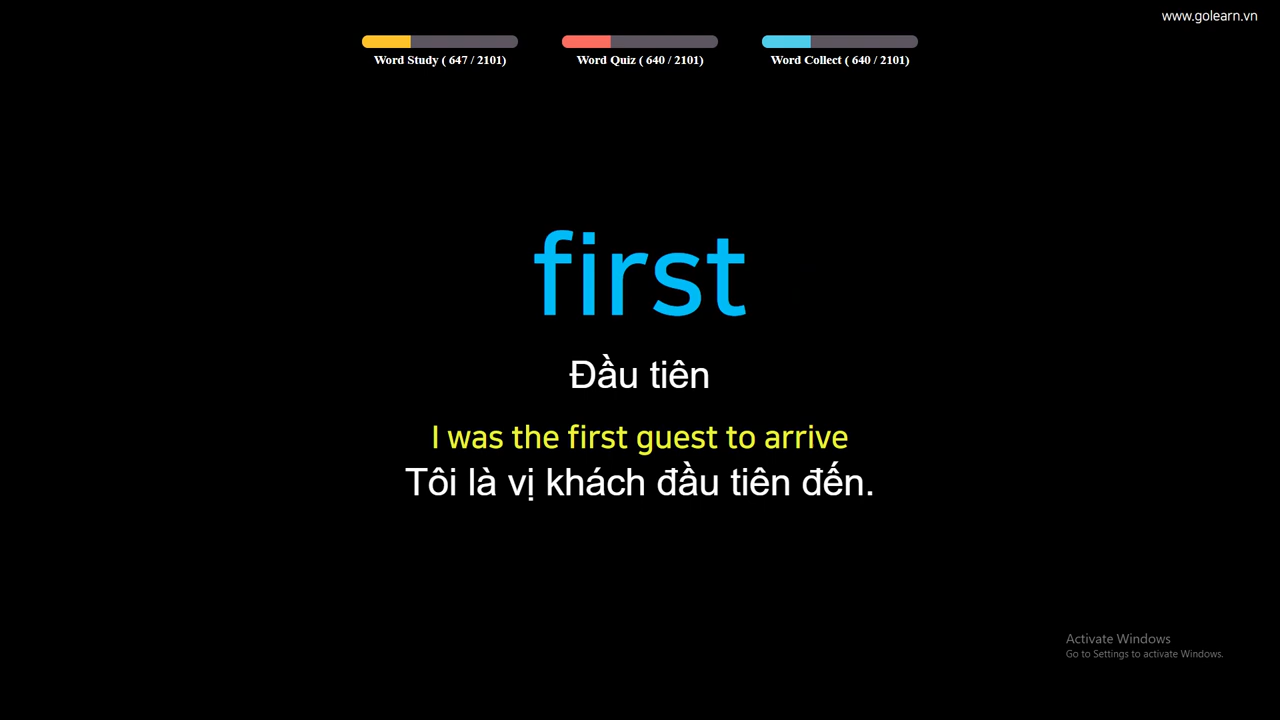 www.golearn.vn
Word Study ( 647 / 2101)
Word Quiz ( 640 / 2101)
Word Collect ( 640 / 2101)
first
Đầu tiên
I was the first guest to arrive
Tôi là vị khách đầu tiên đến.
Activate Windows
Go to Settings to activate Windows.